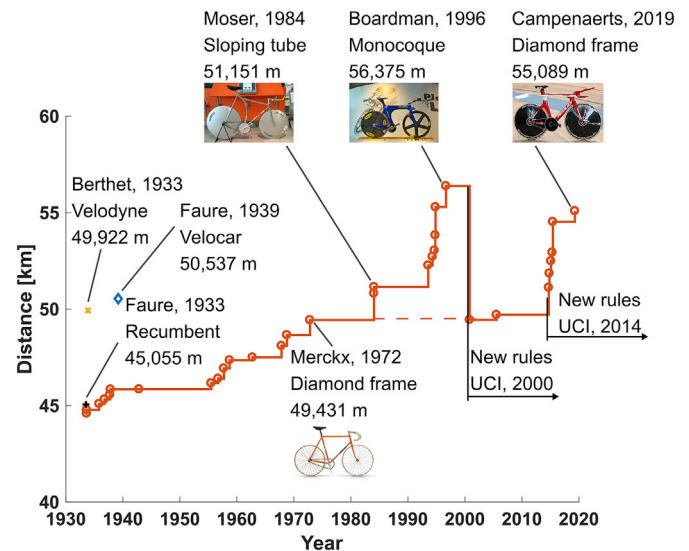 Moser, 1984
Sloping tube
51,151 m
Boardman, 1996
Monocoque
56,375 m
Campenaerts, 2019
Diamond frame
55,089 m
60
55
50
45
40
Distance [km]
Berthet, 1933
Velodyne
49,922 m
Faure, 1939
Velocar
50,537 m
Faure, 1933
Recumbent
45,055 m
Merckx, 1972
Diamond frame
49,431 m
New rules
UCI, 2000
New rules
UCI, 2014
1930 1940 1950 1960 1970 1980 1990 2000 2010 2020
Year